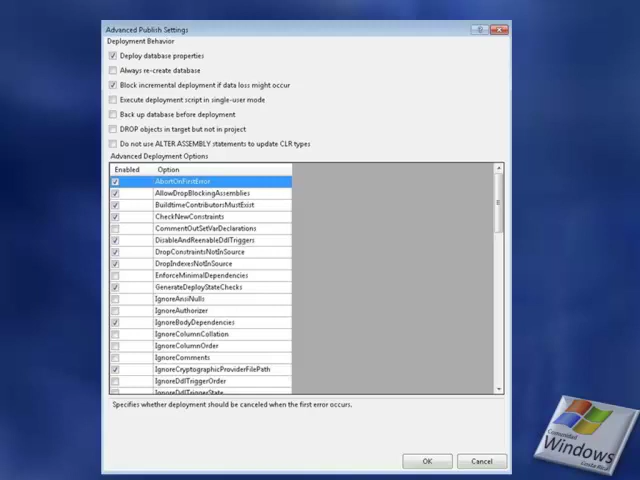 Advanced Publish Settings
Deployment Behavior
Deploy database properties
Always re-create database
Block incremental deployment if data loss might occur
Execute deployment script in single-user mode
Back up database before deployment
DROP objects in target but not in project
Do not use ALTER ASSEMBLY statements to update CLR types
Advanced Deployment Options
Enabled Option
AbortOnFirstError
AllowDropBlockingAssemblies
BuildtimeContributorsMustExist
CheckNewConstraints
CommentOutSetVarDeclarations
DisableAndReenableDdlTriggers
DropConstraintsNotInSource
DropIndexesNotInSource
EnforceMinimalDependencies
GenerateDeployStateChecks
IgnoreAnsiNulls
IgnoreAuthorizer
IgnoreBodyDependencies
IgnoreColumnCollation
IgnoreColumnOrder
IgnoreComments
IgnoreCryptographicProviderFilePath
IgnoreDdlTriggerOrder
IgnoreDdlTriggerState
Specifies whether deployment should be canceled when the first error occurs.
OK Cancel
Comunidad
Windows
Costa Rica